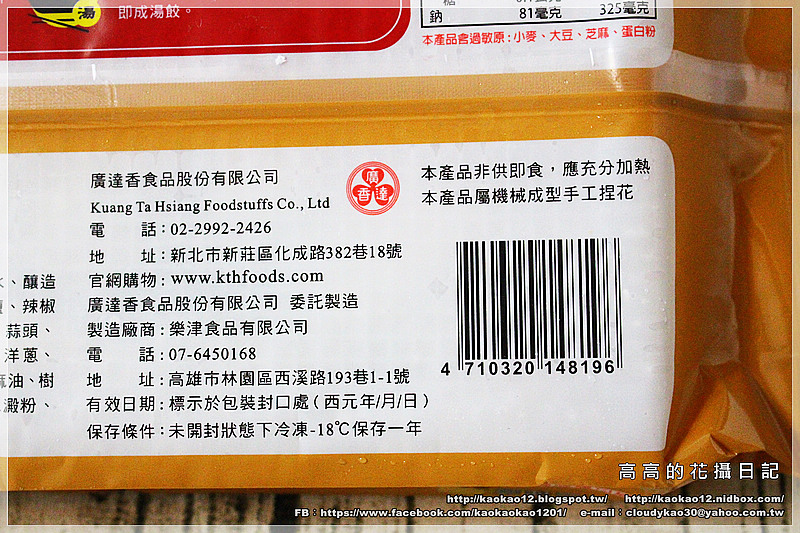 湯
即成湯餃。
鈉 81毫克 325毫克
本產品含過敏原：小麥、大豆、芝麻、蛋白粉
廣達香食品股份有限公司
Kuang Ta Hsiang Foodstuffs Co., Ltd
電 話：02-2992-2426
地 址：新北市新莊區化成路382巷18號
官網購物：www.kthfoods.com
廣達香食品股份有限公司 委託製造
製造廠商：樂津食品有限公司
電 話：07-6450168
地 址：高雄市林園區西溪路193巷1-1號
有效日期：標示於包裝封口處（西元年/月/日）
保存條件：未開封狀態下冷凍-18℃保存一年
、釀造
、辣椒
蒜頭、
洋蔥、
油、樹
澱粉、
廣
香達
本產品非供即食，應充分加熱
本產品屬機械成型手工捏花
4 710320 148196
高高的花攝日記
http://kaokao12.blogspot.tw/ http://kaokao12.nidbox.com/
FB：https://www.facebook.com/kaokaokao1201/ e-mail：cloudykao30@yahoo.com.tw